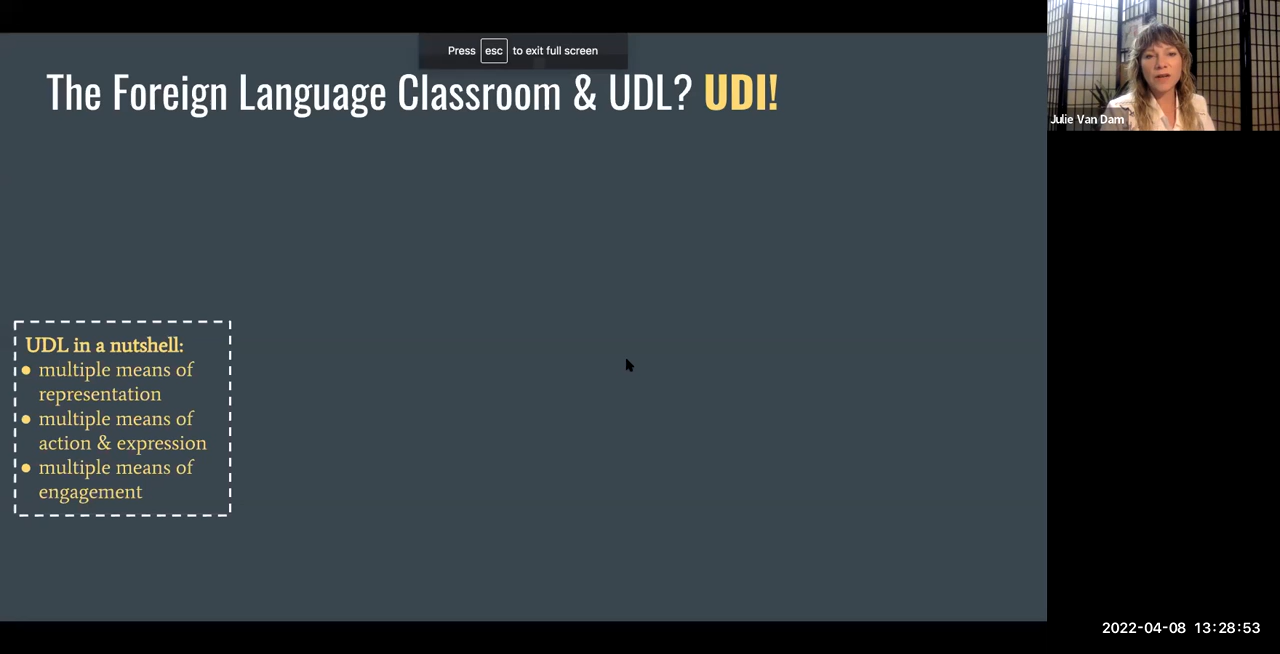 Press esc to exit full screen
The Foreign Language Classroom & UDL? UDI!
Julie Van Dam
UDL in a nutshell:
● multiple means of
representation
● multiple means of
action & expression
● multiple means of
engagement
2022-04-08 13:28:53